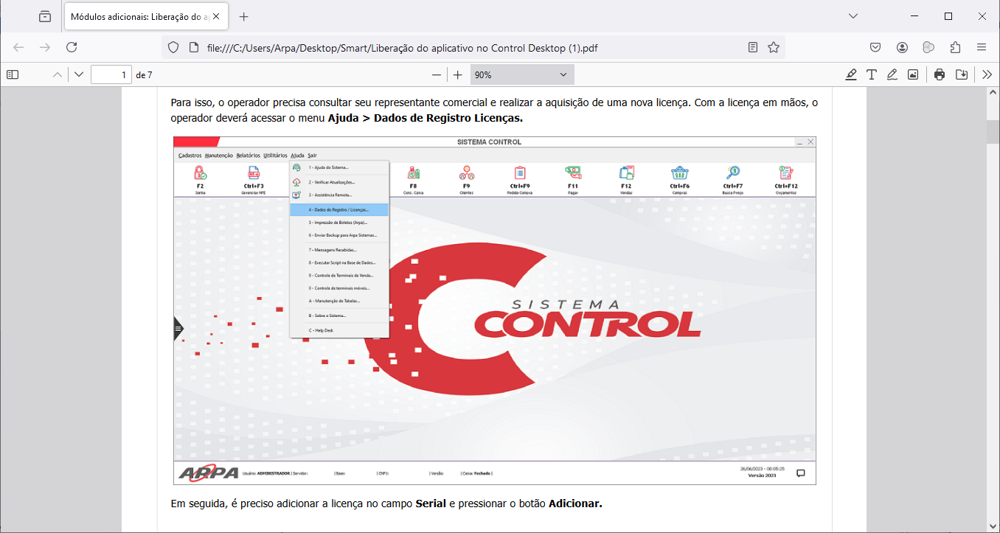 Módulos adicionais: Liberação do ap
file:///C:/Users/Arpa/Desktop/Smart/Liberação do aplicativo no Control Desktop (1).pdf
1 de 7
90%
Para isso, o operador precisa consultar seu representante comercial e realizar a aquisição de uma nova licença. Com a licença em mãos, o
operador deverá acessar o menu Ajuda > Dados de Registro Licenças.
SISTEMA CONTROL
Cadastros Manutenção Relatórios Utilitários Ajuda Sair
F2 Ctrl+F3 F8 F9 Ctrl+F9 F11 F12 Ctrl+F6 Ctrl+F7 Ctrl+F12
Senha Gerenciar NFE Cons. Caixa Clientes Pedido Compra Pagar Vendas Compras Busca Preço Orçamentos
1 - Ajuda do Sistema...
2 - Verificar Atualizações...
3 - Assistência Remota...
4 - Dados do Registro / Licenças...
5 - Impressão de Boletos (Arpa)...
6 - Enviar Backup para Arpa Sistemas...
7 - Mensagens Recebidas...
8 - Executar Script na Base de Dados...
9 - Controle de Terminais de Venda...
0 - Controle de terminais móveis...
A - Manutenção de Tabelas...
B - Sobre o Sistema...
C - Help Desk
SISTEMA
CONTROL
ARPA Usuário: ADMINISTRADOR | Servidor: | Base: | CNPJ: | Versão: | Caixa: Fechado |
26/06/2023 - 08:05:25
Versão 2023
Em seguida, é preciso adicionar a licença no campo Serial e pressionar o botão Adicionar.